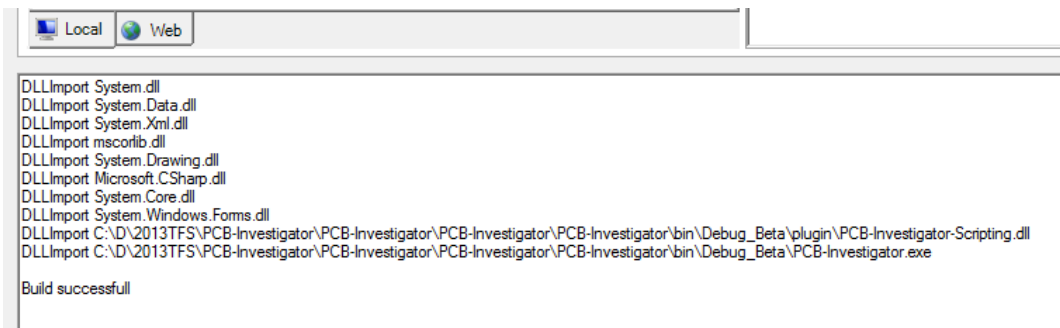 Local Web
DLLImport System.dll
DLLImport System.Data.dll
DLLImport System.Xml.dll
DLLImport mscorlib.dll
DLLImport System.Drawing.dll
DLLImport Microsoft.CSharp.dll
DLLImport System.Core.dll
DLLImport System.Windows.Forms.dll
DLLImport C:\D\2013TFS\PCB-Investigator\PCB-Investigator\PCB-Investigator\PCB-Investigator\bin\Debug_Beta\plugin\PCB-Investigator-Scripting.dll
DLLImport C:\D\2013TFS\PCB-Investigator\PCB-Investigator\PCB-Investigator\PCB-Investigator\bin\Debug_Beta\PCB-Investigator.exe
Build successfull